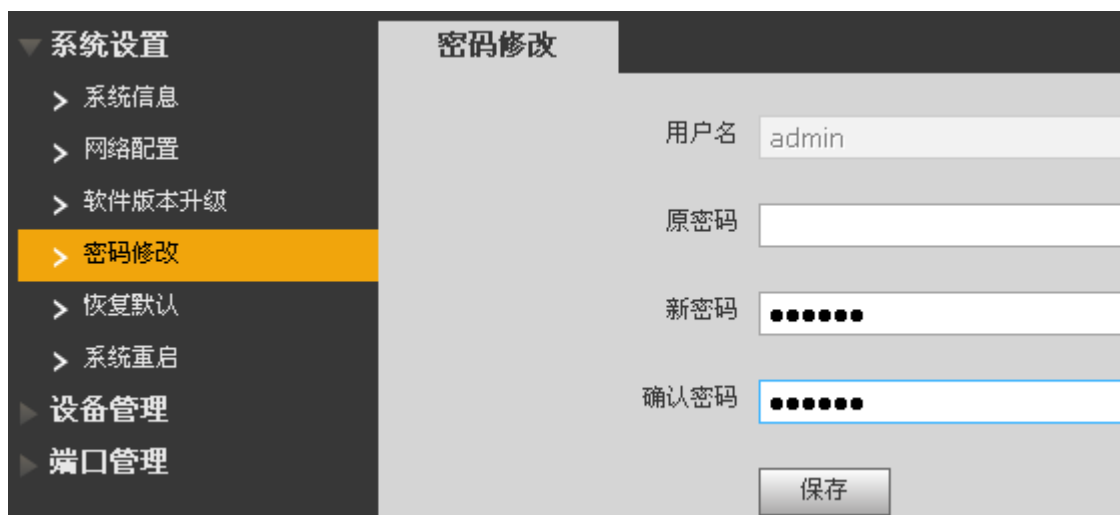 系统设置
系统信息
网络配置
软件版本升级
密码修改
恢复默认
系统重启
设备管理
端口管理
密码修改
用户名 admin
原密码
新密码 ●●●●●●
确认密码 ●●●●●●
保存